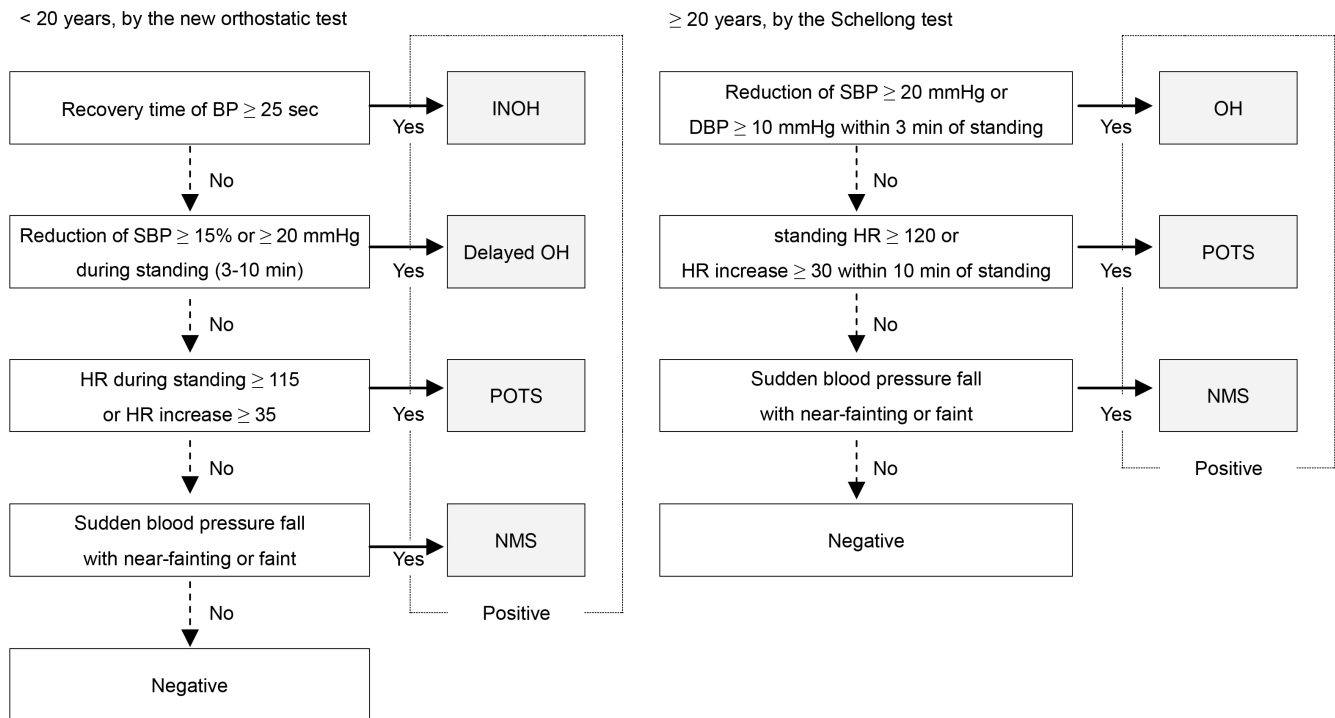 < 20 years, by the new orthostatic test
Recovery time of BP ≥ 25 sec
Yes
INOH
No
Reduction of SBP ≥ 15% or ≥ 20 mmHg
during standing (3-10 min)
Yes
Delayed OH
No
HR during standing ≥ 115
or HR increase ≥ 35
Yes
POTS
No
Sudden blood pressure fall
with near-fainting or faint
Yes
NMS
No
Positive
Negative
≥ 20 years, by the Schellong test
Reduction of SBP ≥ 20 mmHg or
DBP ≥ 10 mmHg within 3 min of standing
Yes
OH
No
standing HR ≥ 120 or
HR increase ≥ 30 within 10 min of standing
Yes
POTS
No
Sudden blood pressure fall
with near-fainting or faint
Yes
NMS
No
Positive
Negative